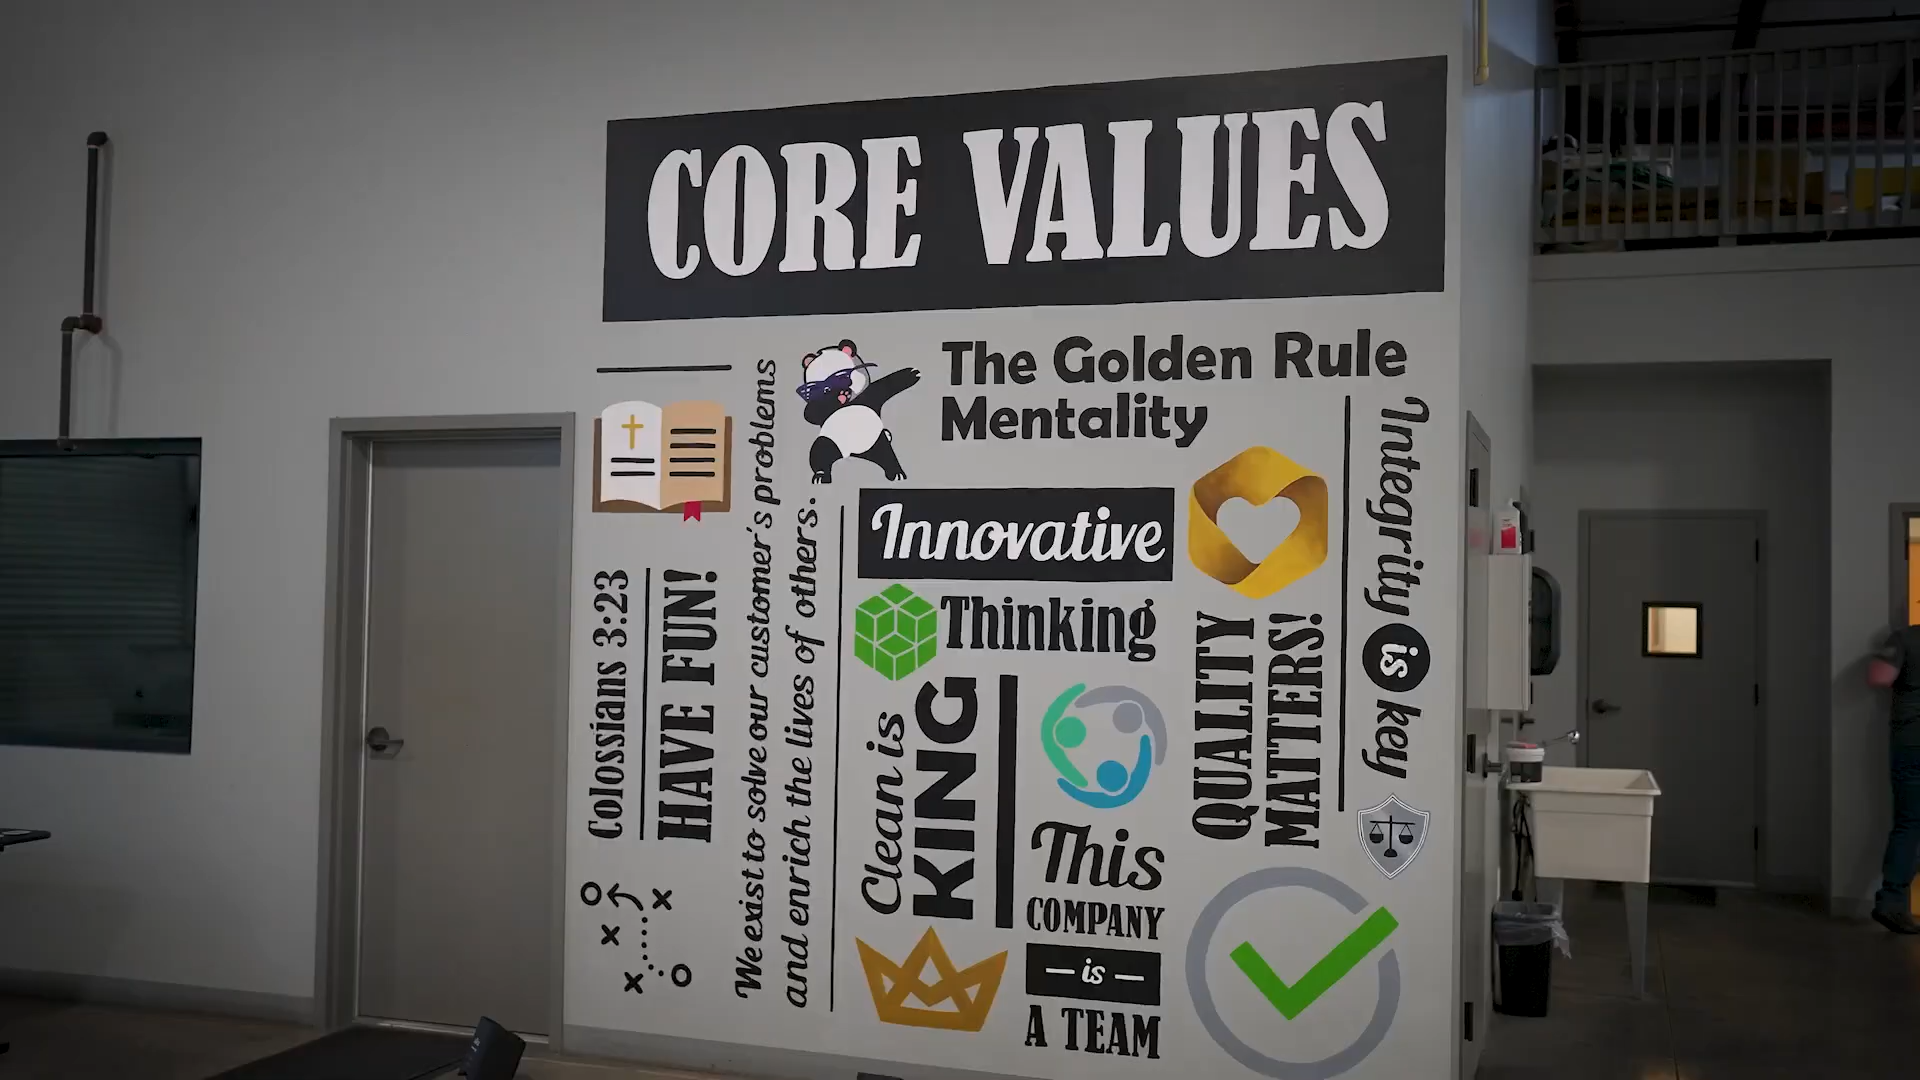 CORE VALUES
The Golden Rule
Mentality
Colossians 3:23
HAVE FUN!
We exist to solve our customer's problems
and enrich the lives of others.
Innovative
Thinking
Clean is
KING
This
COMPANY
— is —
A TEAM
QUALITY
MATTERS!
Integrity is key